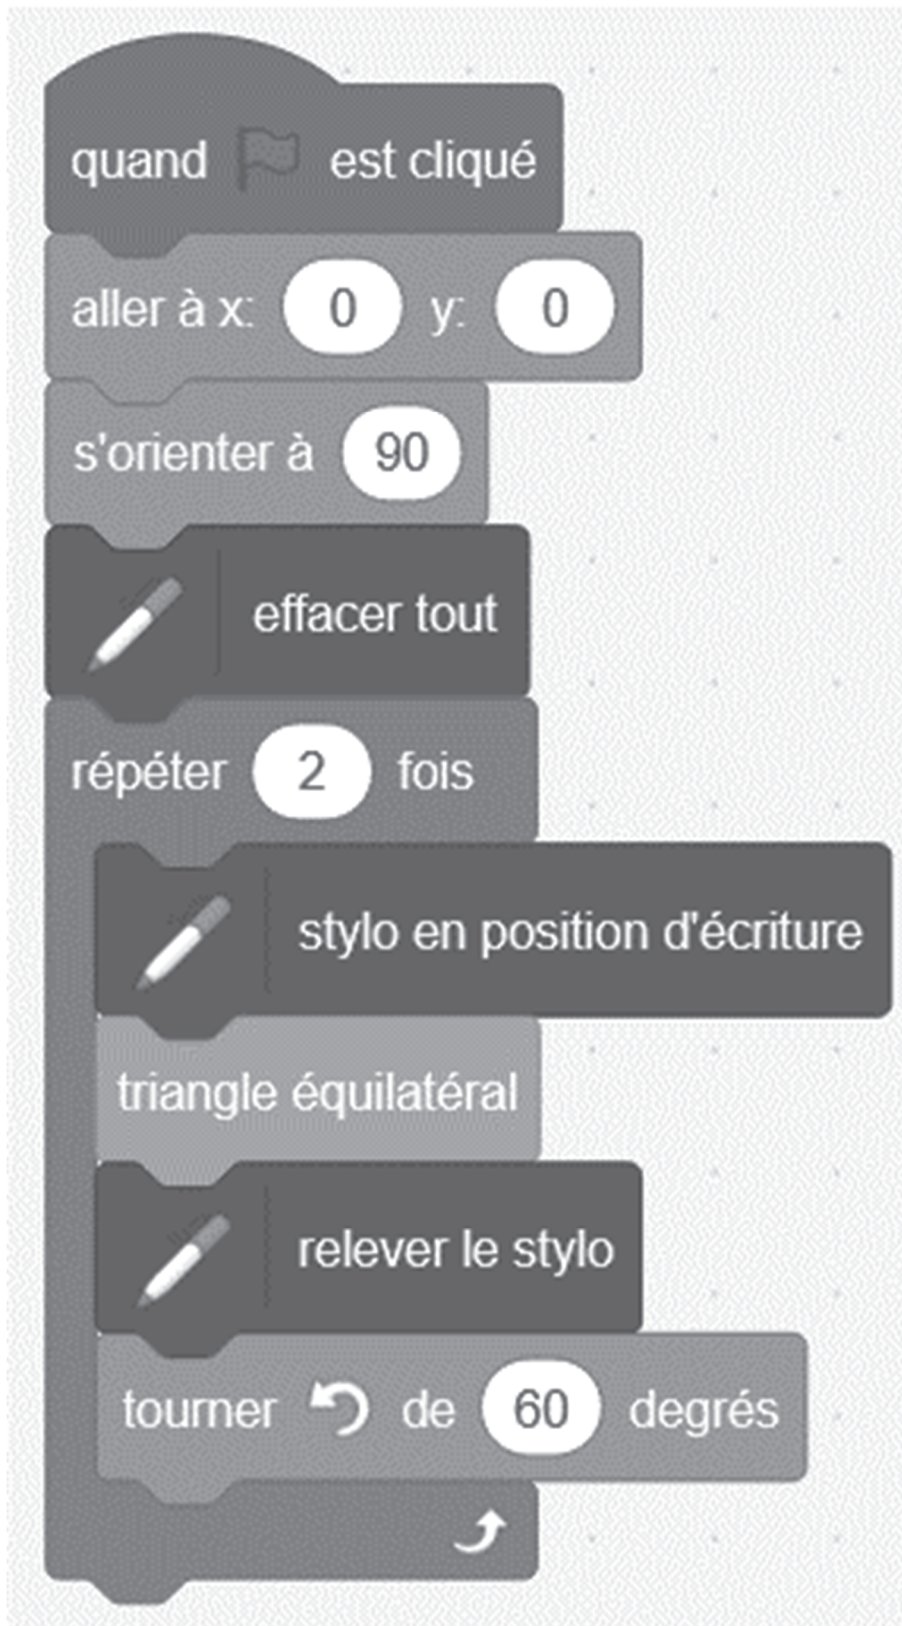 quand est cliqué
aller à x: 0 y: 0
s'orienter à 90
effacer tout
répéter 2 fois
stylo en position d'écriture
triangle équilatéral
relever le stylo
tourner de 60 degrés